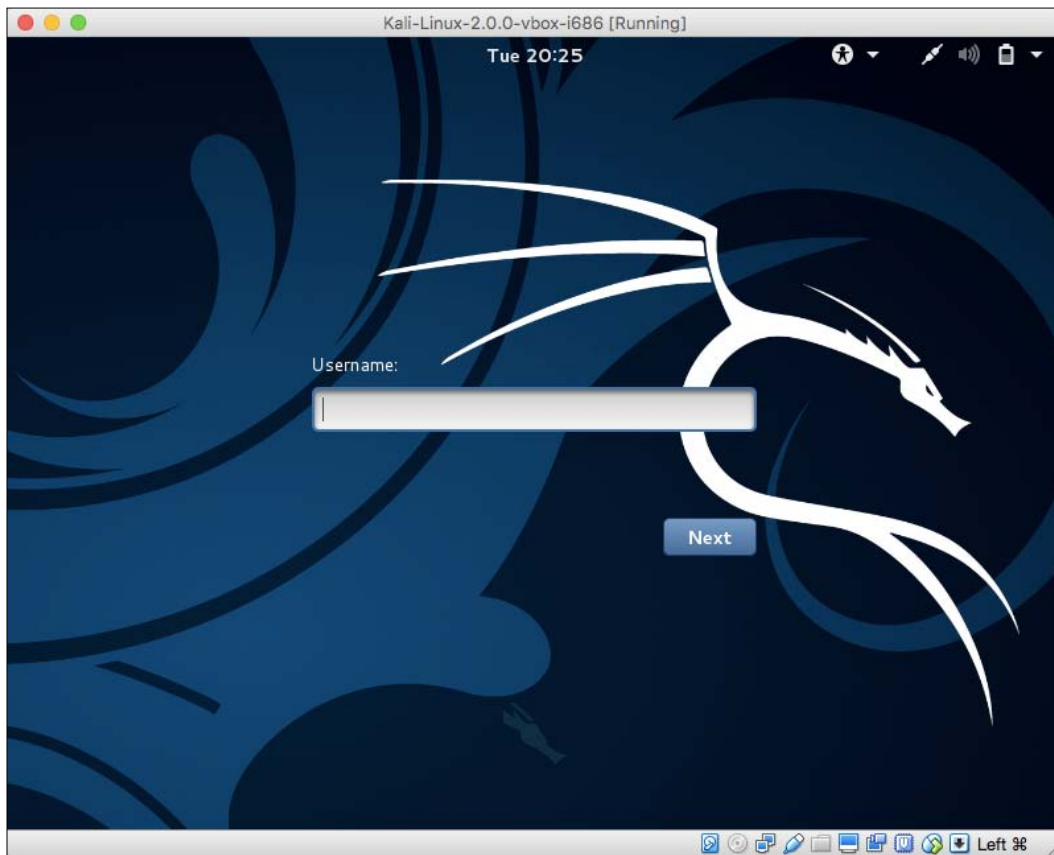 Kali-Linux-2.0.0-vbox-i686 [Running]
Tue 20:25
Username:
Next
Left ⌘